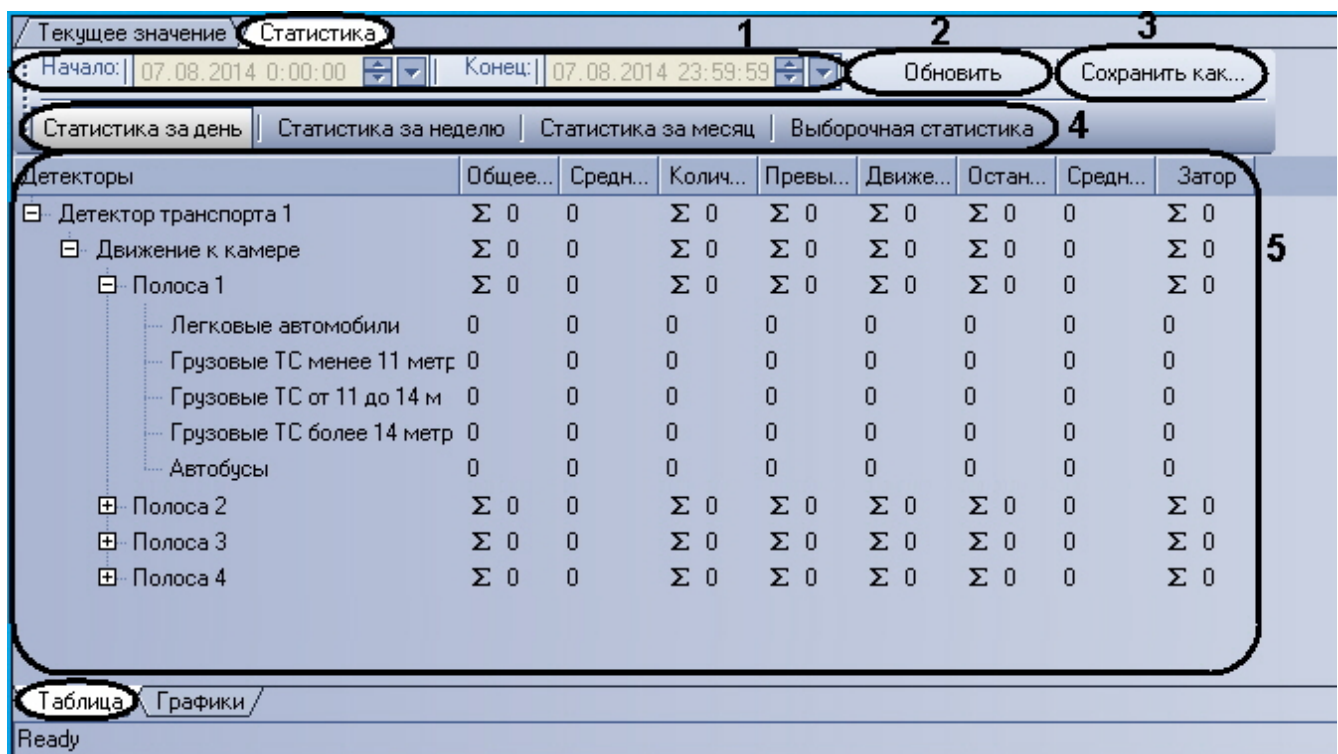 Текущее значение Статистика
1 2 3
Начало: 07.08.2014 0:00:00 Конец: 07.08.2014 23:59:59 Обновить Сохранить как...
Статистика за день Статистика за неделю Статистика за месяц Выборочная статистика 4
Детекторы Общее... Средн... Колич... Превы... Движе... Остан... Средн... Затор
Детектор транспорта 1 Σ 0 0 Σ 0 Σ 0 Σ 0 Σ 0 0 Σ 0
Движение к камере Σ 0 0 Σ 0 Σ 0 Σ 0 Σ 0 0 Σ 0 5
Полоса 1 Σ 0 0 Σ 0 Σ 0 Σ 0 Σ 0 0 Σ 0
Легковые автомобили 0 0 0 0 0 0 0 0
Грузовые ТС менее 11 метр 0 0 0 0 0 0 0 0
Грузовые ТС от 11 до 14 м 0 0 0 0 0 0 0 0
Грузовые ТС более 14 метр 0 0 0 0 0 0 0 0
Автобусы 0 0 0 0 0 0 0 0
Полоса 2 Σ 0 0 Σ 0 Σ 0 Σ 0 Σ 0 0 Σ 0
Полоса 3 Σ 0 0 Σ 0 Σ 0 Σ 0 Σ 0 0 Σ 0
Полоса 4 Σ 0 0 Σ 0 Σ 0 Σ 0 Σ 0 0 Σ 0
Таблица Графики
Ready